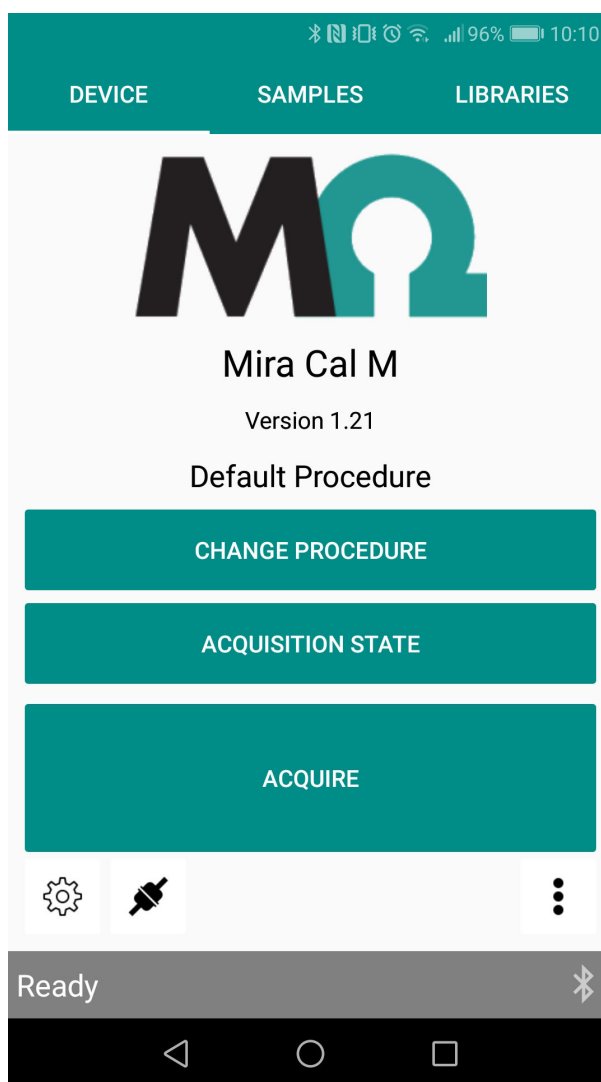 96% 10:10
DEVICE SAMPLES LIBRARIES
MΩ
Mira Cal M
Version 1.21
Default Procedure
CHANGE PROCEDURE
ACQUISITION STATE
ACQUIRE
Ready